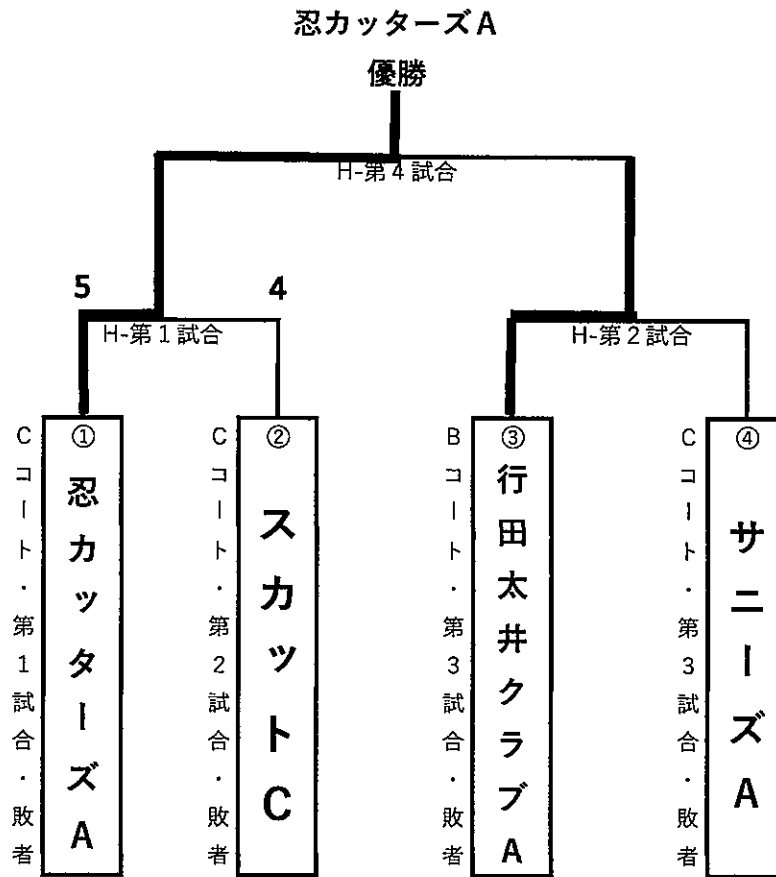 忍カッターズA
優勝
H-第4試合
5
4
H-第1試合
H-第2試合
Cコート・第1試合・敗者
①
忍カッターズA
Cコート・第2試合・敗者
②
スカットC
Bコート・第3試合・敗者
③
行田太井クラブA
Cコート・第3試合・敗者
④
サニーズA